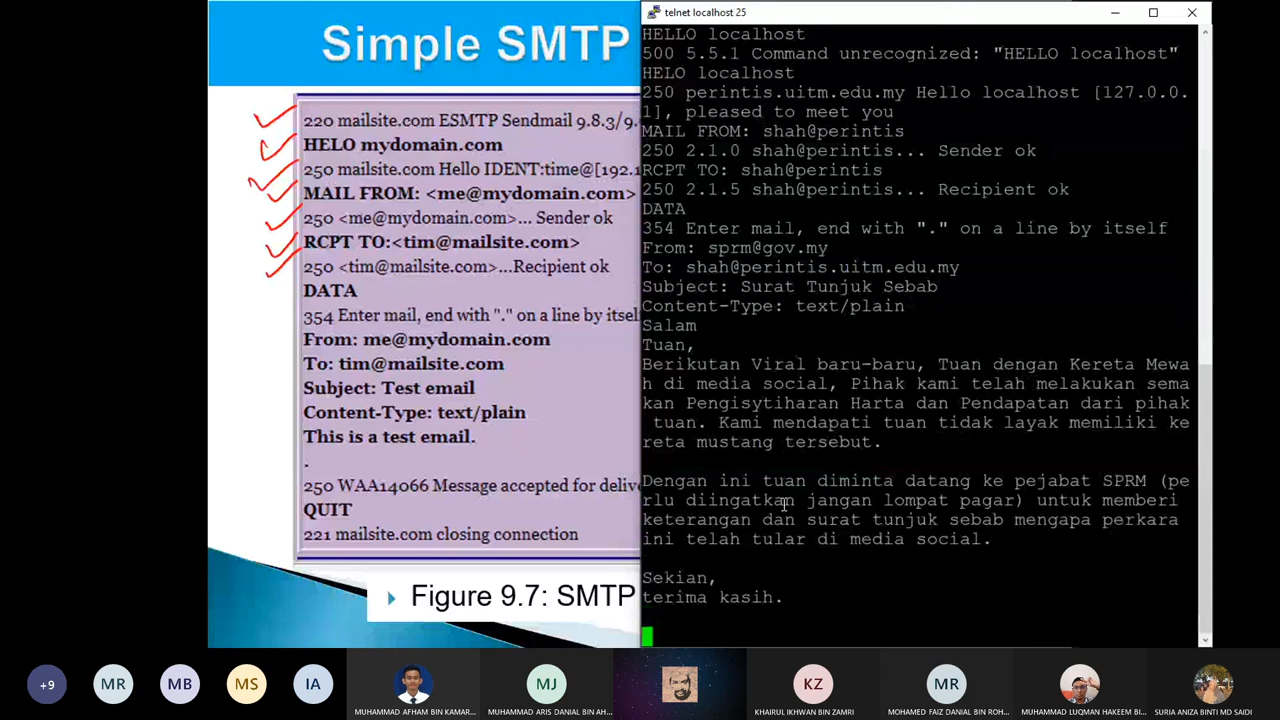 Simple SMTP
220 mailsite.com ESMTP Sendmail 9.8.3/9.
HELO mydomain.com
250 mailsite.com Hello IDENT:time@[192.1
MAIL FROM: <me@mydomain.com>
250 <me@mydomain.com>... Sender ok
RCPT TO:<tim@mailsite.com>
250 <tim@mailsite.com>...Recipient ok
DATA
354 Enter mail, end with "." on a line by itself
From: me@mydomain.com
To: tim@mailsite.com
Subject: Test email
Content-Type: text/plain
This is a test email.
.
250 WAA14066 Message accepted for delive
QUIT
221 mailsite.com closing connection
Figure 9.7: SMTP
telnet localhost 25
HELLO localhost
500 5.5.1 Command unrecognized: "HELLO localhost"
HELO localhost
250 perintis.uitm.edu.my Hello localhost [127.0.0.
1], pleased to meet you
MAIL FROM: shah@perintis
250 2.1.0 shah@perintis... Sender ok
RCPT TO: shah@perintis
250 2.1.5 shah@perintis... Recipient ok
DATA
354 Enter mail, end with "." on a line by itself
From: sprm@gov.my
To: shah@perintis.uitm.edu.my
Subject: Surat Tunjuk Sebab
Content-Type: text/plain
Salam
Tuan,
Berikutan Viral baru-baru, Tuan dengan Kereta Mewa
h di media social, Pihak kami telah melakukan sema
kan Pengisytiharan Harta dan Pendapatan dari pihak
tuan. Kami mendapati tuan tidak layak memiliki ke
reta mustang tersebut.
Dengan ini tuan diminta datang ke pejabat SPRM (pe
rlu diingatkan jangan lompat pagar) untuk memberi
keterangan dan surat tunjuk sebab mengapa perkara
ini telah tular di media social.
Sekian,
terima kasih.
+9
MR
MB
MS
IA
MUHAMMAD AFHAM BIN KAMAR...
MJ
MUHAMMAD ARIS DANIAL BIN AH...
KZ
KHAIRUL IKHWAN BIN ZAMRI
MR
MOHAMED FAIZ DANIAL BIN ROH...
MUHAMMAD LUQMAN HAKEEM BI...
SURIA ANIZA BINTI MD SAIDI